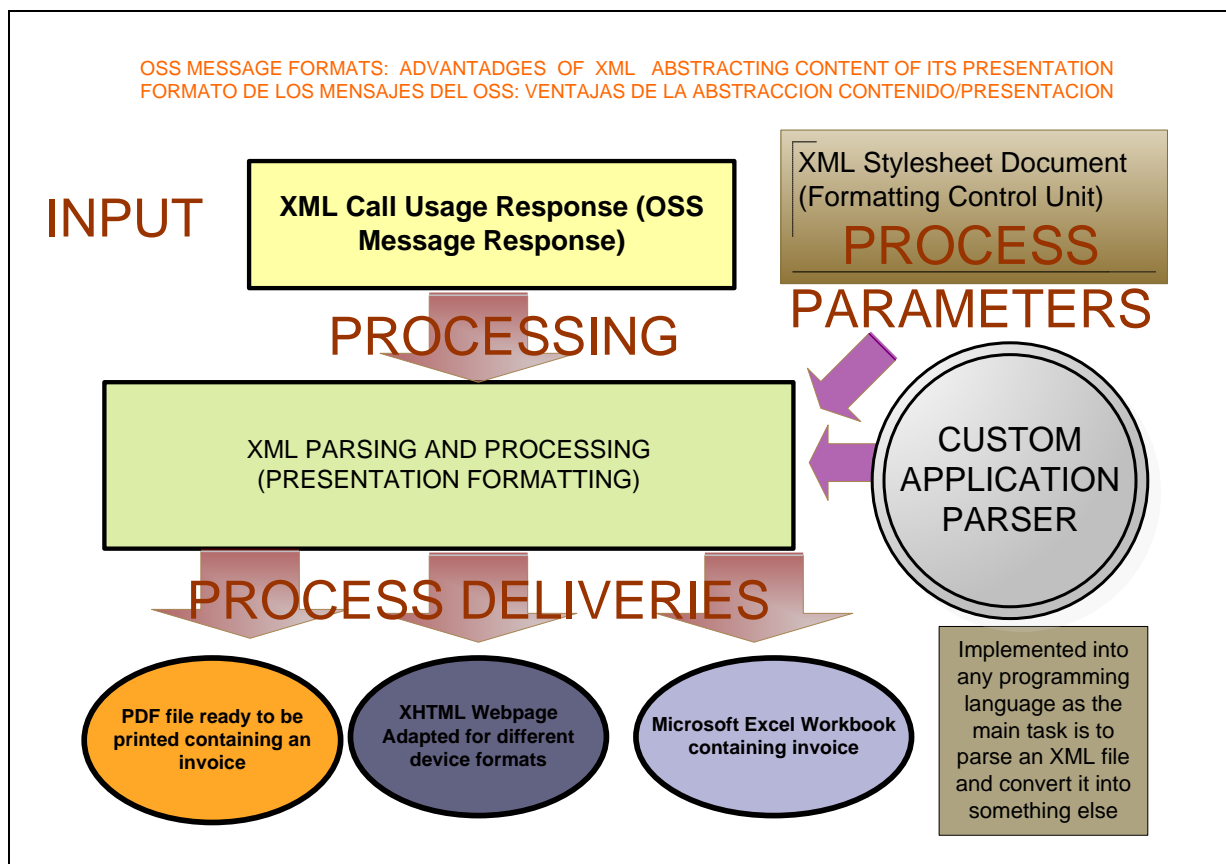 OSS MESSAGE FORMATS: ADVANTADGES OF XML ABSTRACTING CONTENT OF ITS PRESENTATION
FORMATO DE LOS MENSAJES DEL OSS: VENTAJAS DE LA ABSTRACCION CONTENIDO/PRESENTACION
INPUT
XML Call Usage Response (OSS
Message Response)
XML Stylesheet Document
(Formatting Control Unit)
PROCESS
PARAMETERS
PROCESSING
XML PARSING AND PROCESSING
(PRESENTATION FORMATTING)
CUSTOM
APPLICATION
PARSER
PROCESS DELIVERIES
PDF file ready to be
printed containing an
invoice
XHTML Webpage
Adapted for different
device formats
Microsoft Excel Workbook
containing invoice
Implemented into
any programming
language as the
main task is to
parse an XML file
and convert it into
something else